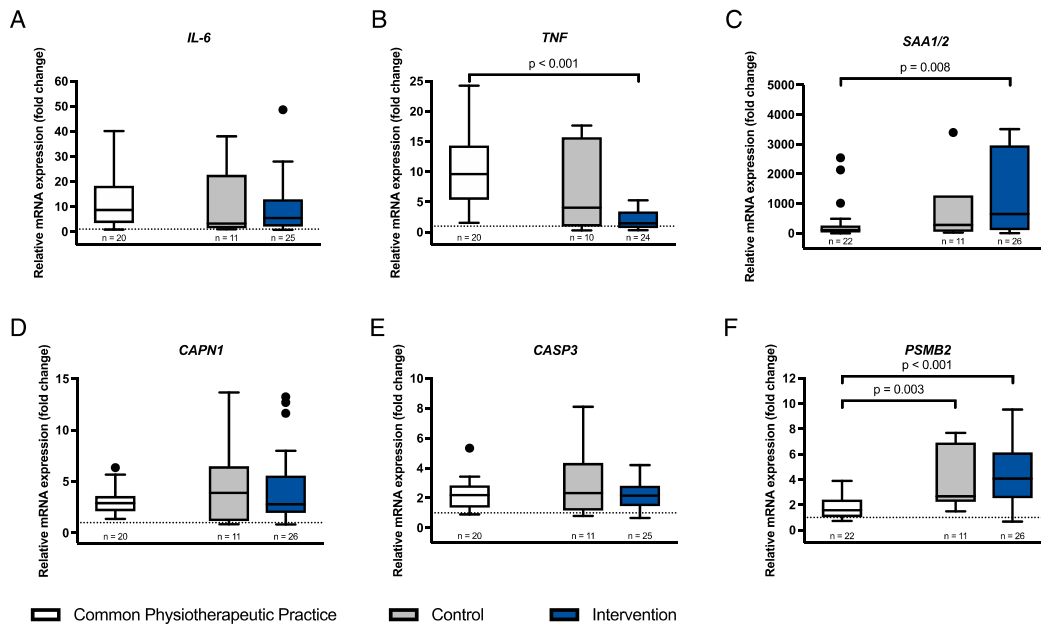 A
IL-6
Relative mRNA expression (fold change)
60
50
40
30
20
10
0
n = 20
n = 11
n = 25
B
TNF
p < 0.001
Relative mRNA expression (fold change)
25
20
15
10
5
0
n = 20
n = 10
n = 24
C
SAA1/2
p = 0.008
Relative mRNA expression (fold change)
5000
4000
3000
2000
1000
0
n = 22
n = 11
n = 26
D
CAPN1
Relative mRNA expression (fold change)
15
10
5
0
n = 20
n = 11
n = 26
E
CASP3
Relative mRNA expression (fold change)
10
8
6
4
2
0
n = 20
n = 11
n = 25
F
PSMB2
p < 0.001
p = 0.003
Relative mRNA expression (fold change)
12
10
8
6
4
2
0
n = 22
n = 11
n = 26
Common Physiotherapeutic Practice
Control
Intervention